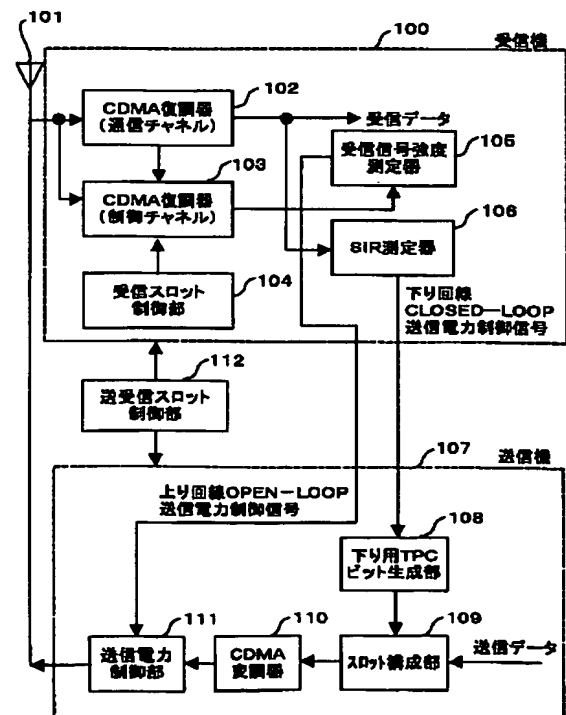 101
100
受信機
102
CDMA復調器
(通信チャネル)
受信データ
103
105
受信信号強度
測定器
CDMA復調器
(制御チャネル)
106
SIR測定器
104
受信スロット
制御部
下り回線
CLOSED-LOOP
送信電力制御信号
112
送受信スロット
制御部
107
送信機
上り回線OPEN-LOOP
送信電力制御信号
108
下り用TPC
ビット生成部
111
110
109
送信電力
制御部
CDMA
変調器
スロット構成部
送信データ